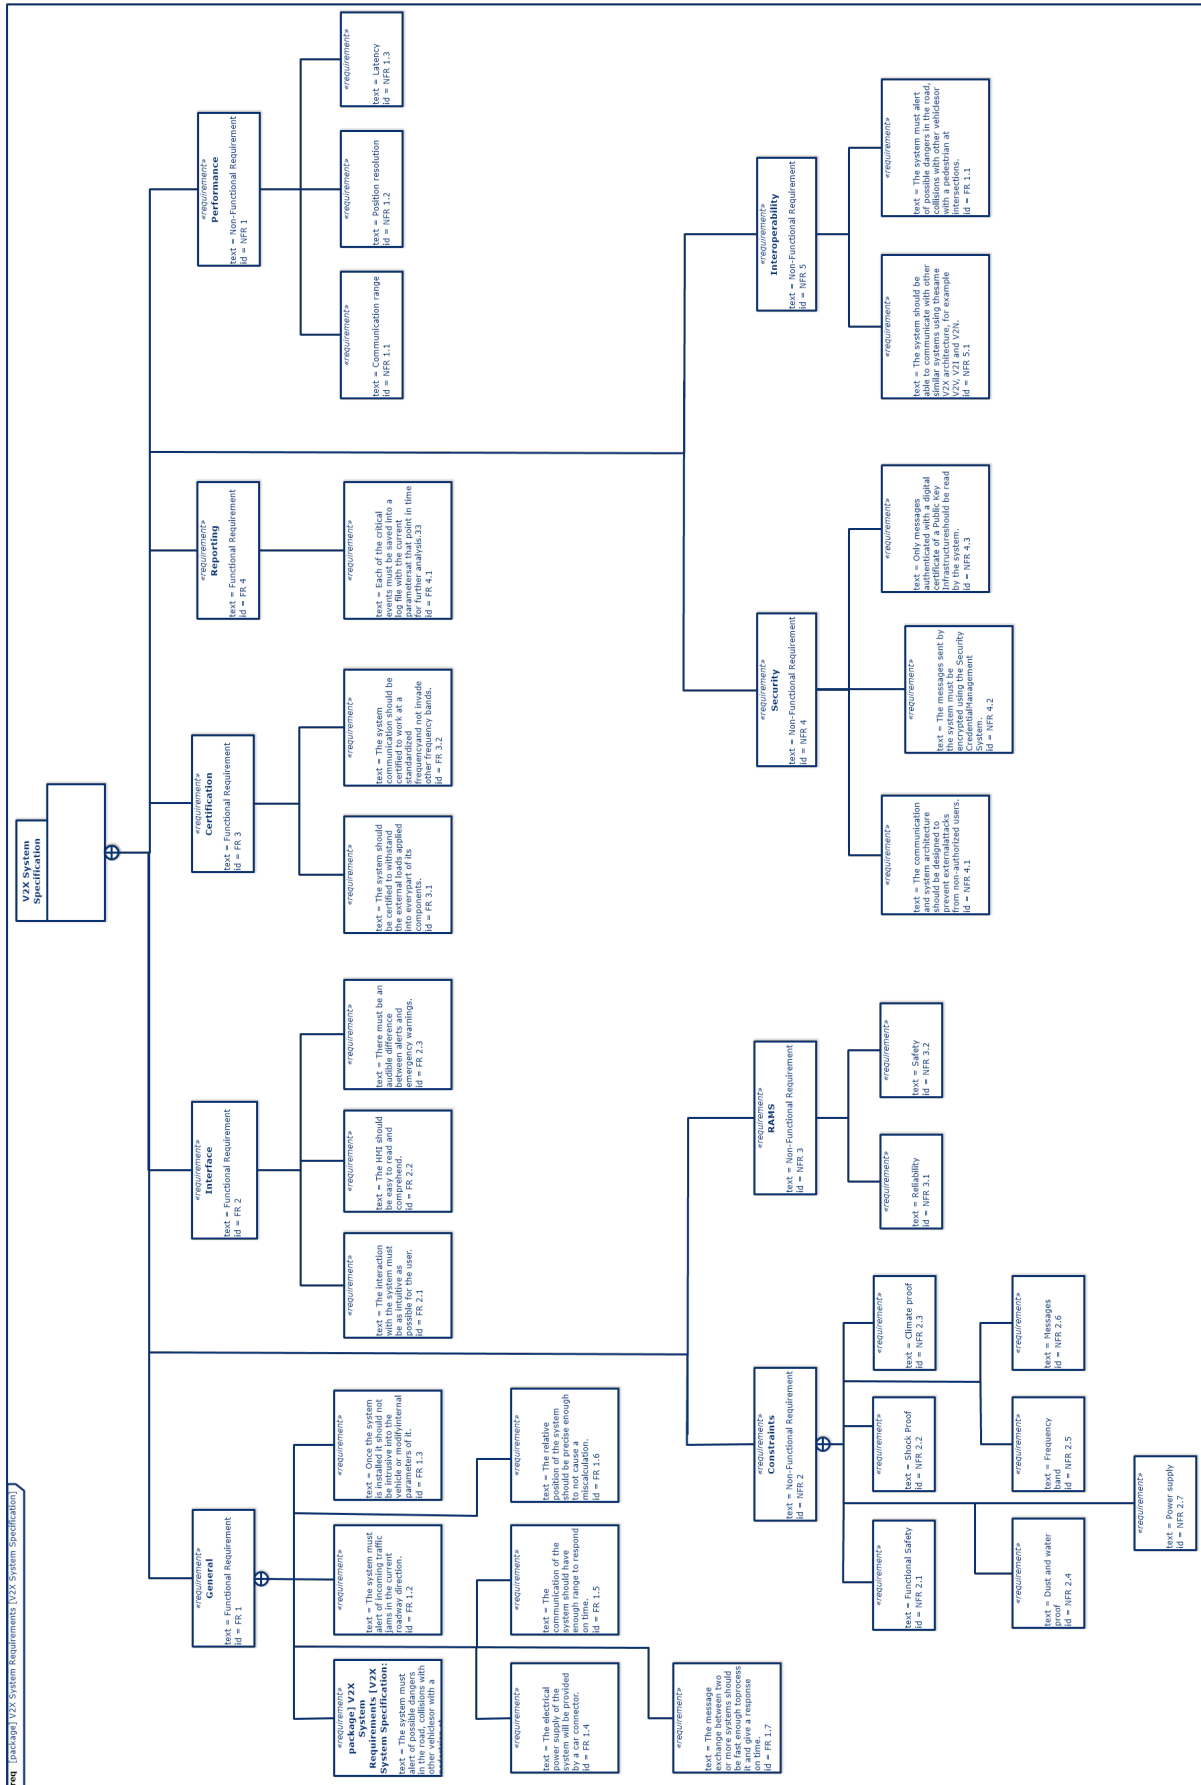 req [package] V2X System Requirements [V2X System Specification]
V2X System
Specification
«requirement»
General
text = Functional Requirement
id = FR 1
«requirement»
package] V2X
System
Requirements [V2X
System Specification:
text = The system must
alert of possible dangers
in the road, collisions with
other vehiclesor with a
«requirement»
text = The system must
alert of incoming traffic
jams in the current
roadway direction.
id = FR 1.2
«requirement»
text = Once the system
is installed it should not
be intrusive into the
vehicle or modifyinternal
parameters of it.
id = FR 1.3
«requirement»
text = The electrical
power supply of the
system will be provided
by a car connector.
id = FR 1.4
«requirement»
text = The
communication of the
system should have
enough range to respond
on time.
id = FR 1.5
«requirement»
text = The relative
position of the system
should be precise enough
to not cause a
miscalculation.
id = FR 1.6
«requirement»
text = The message
exchange between two
or more systems should
be fast enough toprocess
it and give a response
on time.
id = FR 1.7
«requirement»
Interface
text = Functional Requirement
id = FR 2
«requirement»
text = The interaction
with the system must
be as intuitive as
possible for the user.
id = FR 2.1
«requirement»
text = The HMI should
be easy to read and
comprehend.
id = FR 2.2
«requirement»
text = There must be an
audible difference
between alerts and
emergency warnings.
id = FR 2.3
«requirement»
Certification
text = Functional Requirement
id = FR 3
«requirement»
text = The system should
be certified to withstand
the external loads applied
into everypart of its
components.
id = FR 3.1
«requirement»
text = The system
communication should be
certified to work at a
standardized
frequencyand not invade
other frequency bands.
id = FR 3.2
«requirement»
Reporting
text = Functional Requirement
id = FR 4
«requirement»
text = Each of the critical
events must be saved into a
log file with the current
parametersat that point in time
for further analysis.33
id = FR 4.1
«requirement»
Performance
text = Non-Functional Requirement
id = NFR 1
«requirement»
text = Communication range
id = NFR 1.1
«requirement»
text = Position resolution
id = NFR 1.2
«requirement»
text = Latency
id = NFR 1.3
«requirement»
Constraints
text = Non-Functional Requirement
id = NFR 2
«requirement»
text = Functional Safety
id = NFR 2.1
«requirement»
text = Shock Proof
id = NFR 2.2
«requirement»
text = Climate proof
id = NFR 2.3
«requirement»
text = Dust and water
proof
id = NFR 2.4
«requirement»
text = Frequency
band
id = NFR 2.5
«requirement»
text = Messages
id = NFR 2.6
«requirement»
text = Power supply
id = NFR 2.7
«requirement»
RAMS
text = Non-Functional Requirement
id = NFR 3
«requirement»
text = Reliability
id = NFR 3.1
«requirement»
text = Safety
id = NFR 3.2
«requirement»
Security
text = Non-Functional Requirement
id = NFR 4
«requirement»
text = The communication
and system architecture
should be designed to
prevent externalattacks
from non-authorized users.
id = NFR 4.1
«requirement»
text = The messages sent by
the system must be
encrypted using the Security
CredentialManagement
System.
id = NFR 4.2
«requirement»
text = Only messages
authenticated with a digital
certificate of a Public Key
Infrastructureshould be read
by the system.
id = NFR 4.3
«requirement»
Interoperability
text = Non-Functional Requirement
id = NFR 5
«requirement»
text = The system should be
able to communicate with other
similar systems using thesame
V2X architecture, for example
V2V, V2I and V2N.
id = NFR 5.1
«requirement»
text = The system must alert
of possible dangers in the road,
collisions with other vehiclesor
with a pedestrian at
intersections.
id = FR 1.1